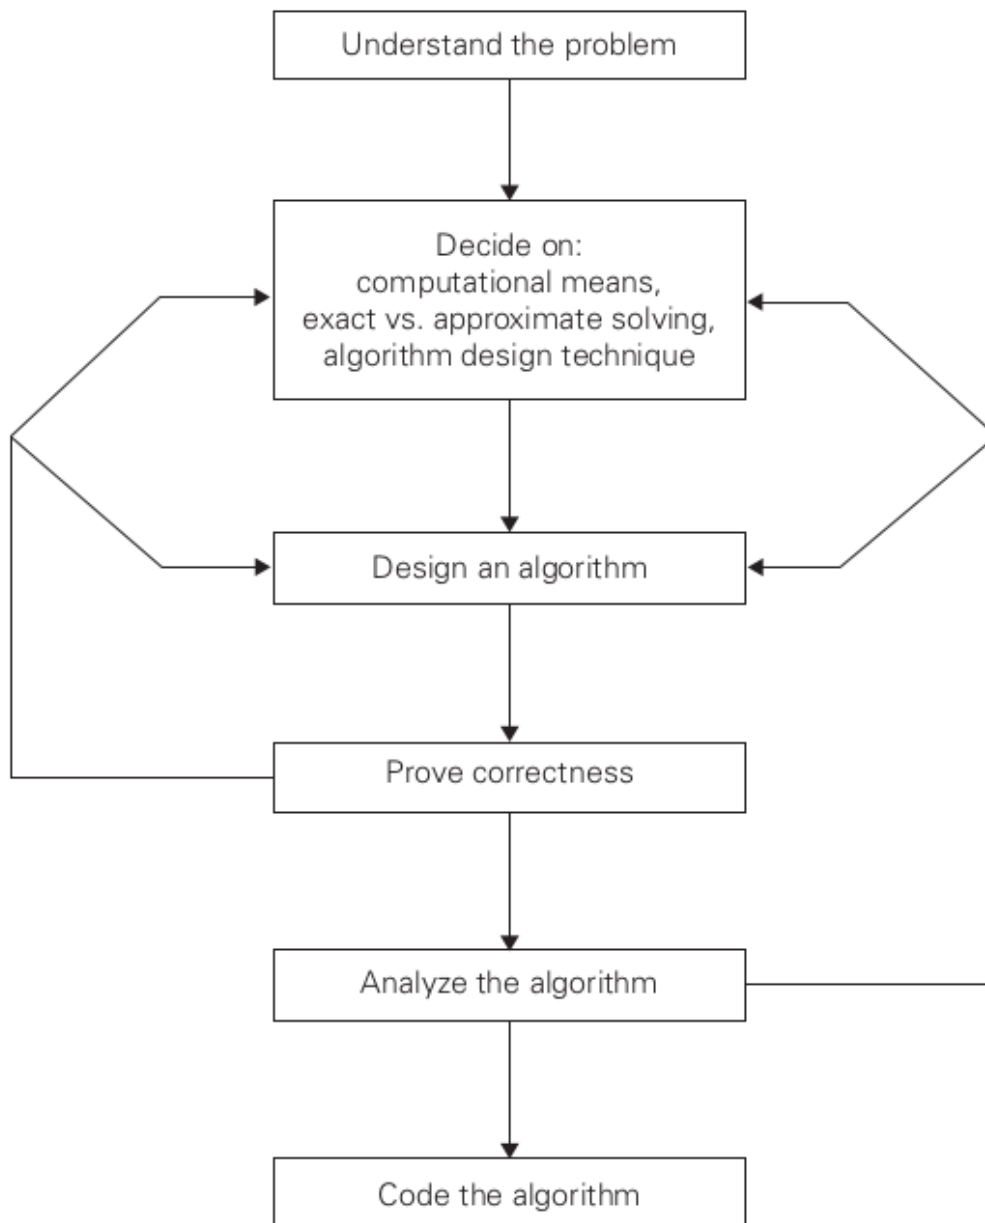 Understand the problem
Decide on:
computational means,
exact vs. approximate solving,
algorithm design technique
Design an algorithm
Prove correctness
Analyze the algorithm
Code the algorithm